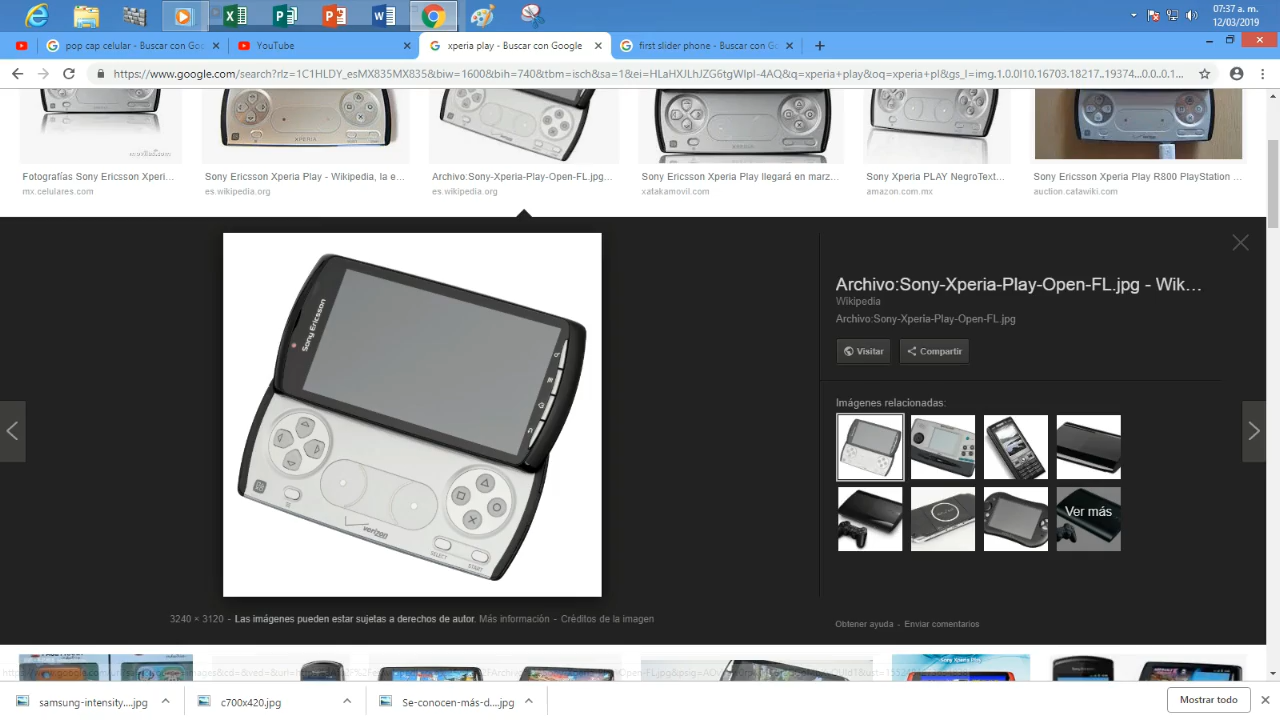 07:37 a. m.
12/03/2019
pop cap celular - Buscar con Goo
YouTube
xperia play - Buscar con Google
first slider phone - Buscar con Go
https://www.google.com/search?rlz=1C1HLDY_esMX835MX835&biw=1600&bih=740&tbm=isch&sa=1&ei=HLaHXJLhJZG6tgWIpI-4AQ&q=xperia+play&oq=xperia+pl&gs_l=img.1.0.0l10.16703.18217..19374...0.0..0.1...
Fotografías Sony Ericsson Xperi...
mx.celulares.com
Sony Ericsson Xperia Play - Wikipedia, la e...
es.wikipedia.org
Archivo:Sony-Xperia-Play-Open-FL.jpg...
es.wikipedia.org
Sony Ericsson Xperia Play llegará en marz...
xatakamovil.com
Sony Xperia PLAY NegroText...
amazon.com.mx
Sony Ericsson Xperia Play R800 PlayStation ...
auction.catawiki.com
XPERIA
Sony Ericsson
verizon
SELECT
START
Archivo:Sony-Xperia-Play-Open-FL.jpg - Wik...
Wikipedia
Archivo:Sony-Xperia-Play-Open-FL.jpg
Visitar
Compartir
Imágenes relacionadas:
Ver más
3240 × 3120 - Las imágenes pueden estar sujetas a derechos de autor. Más información - Créditos de la imagen
Obtener ayuda - Enviar comentarios
samsung-intensity....jpg
c700x420.jpg
Se-conocen-más-d....jpg
Mostrar todo